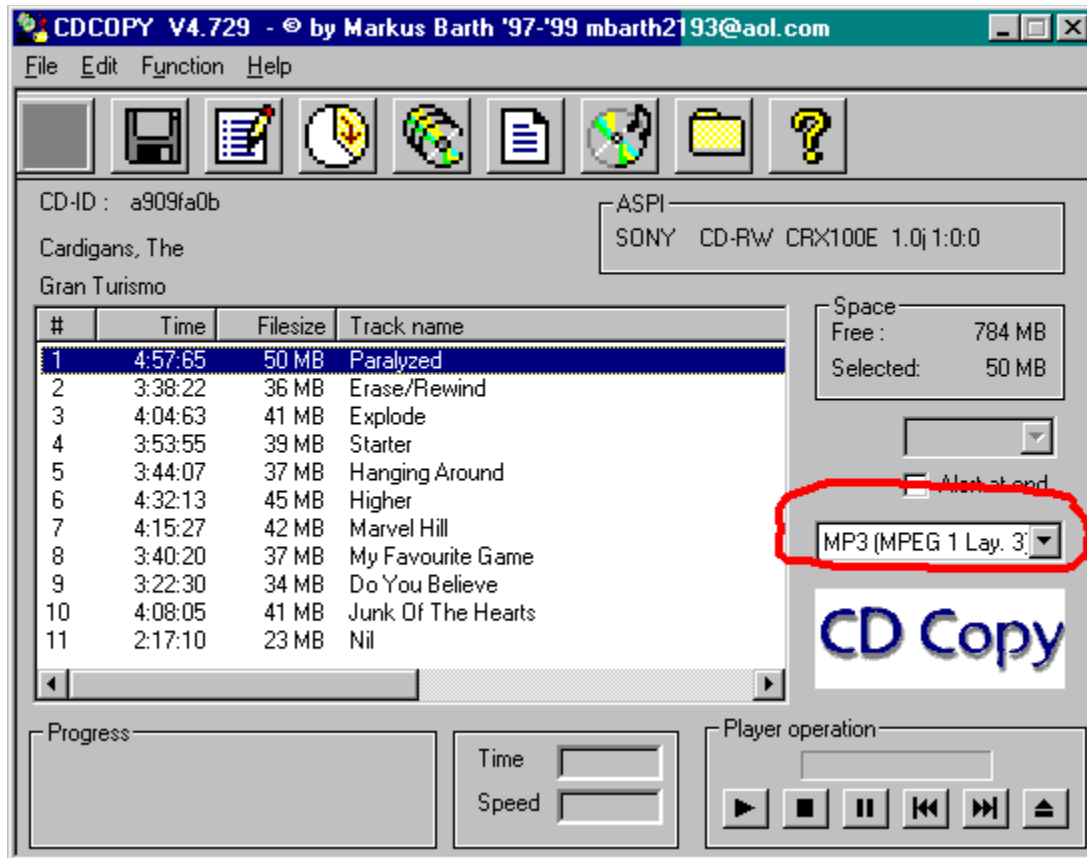 CDCOPY V4.729 - © by Markus Barth '97-'99 mbarth2193@aol.com
File Edit Function Help
CD-ID : a909fa0b
ASPI
SONY CD-RW CRX100E 1.0j 1:0:0
Cardigans, The
Gran Turismo
Space
Free : 784 MB
Selected: 50 MB
# Time Filesize Track name
1 4:57:65 50 MB Paralyzed
2 3:38:22 36 MB Erase/Rewind
3 4:04:63 41 MB Explode
4 3:53:55 39 MB Starter
5 3:44:07 37 MB Hanging Around
6 4:32:13 45 MB Higher
7 4:15:27 42 MB Marvel Hill
8 3:40:20 37 MB My Favourite Game
9 3:22:30 34 MB Do You Believe
10 4:08:05 41 MB Junk Of The Hearts
11 2:17:10 23 MB Nil
Alert at end
MP3 (MPEG 1 Lay. 3)
CD Copy
Progress
Time
Speed
Player operation